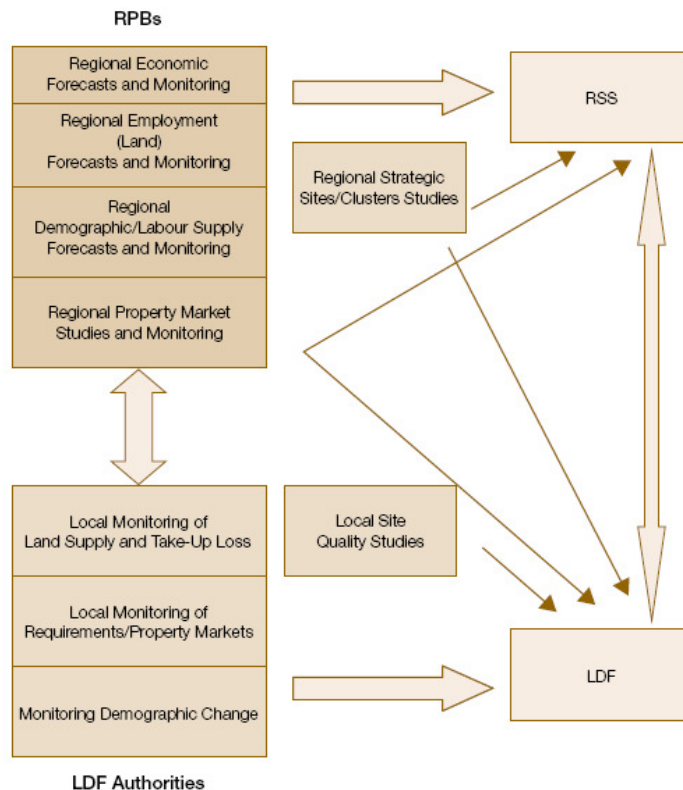 RPBs
Regional Economic
Forecasts and Monitoring
Regional Employment
(Land)
Forecasts and Monitoring
Regional
Demographic/Labour Supply
Forecasts and Monitoring
Regional Property Market
Studies and Monitoring
RSS
Regional Strategic
Sites/Clusters Studies
Local Monitoring of
Land Supply and Take-Up Loss
Local Monitoring of
Requirements/Property Markets
Monitoring Demographic Change
Local Site
Quality Studies
LDF
LDF Authorities